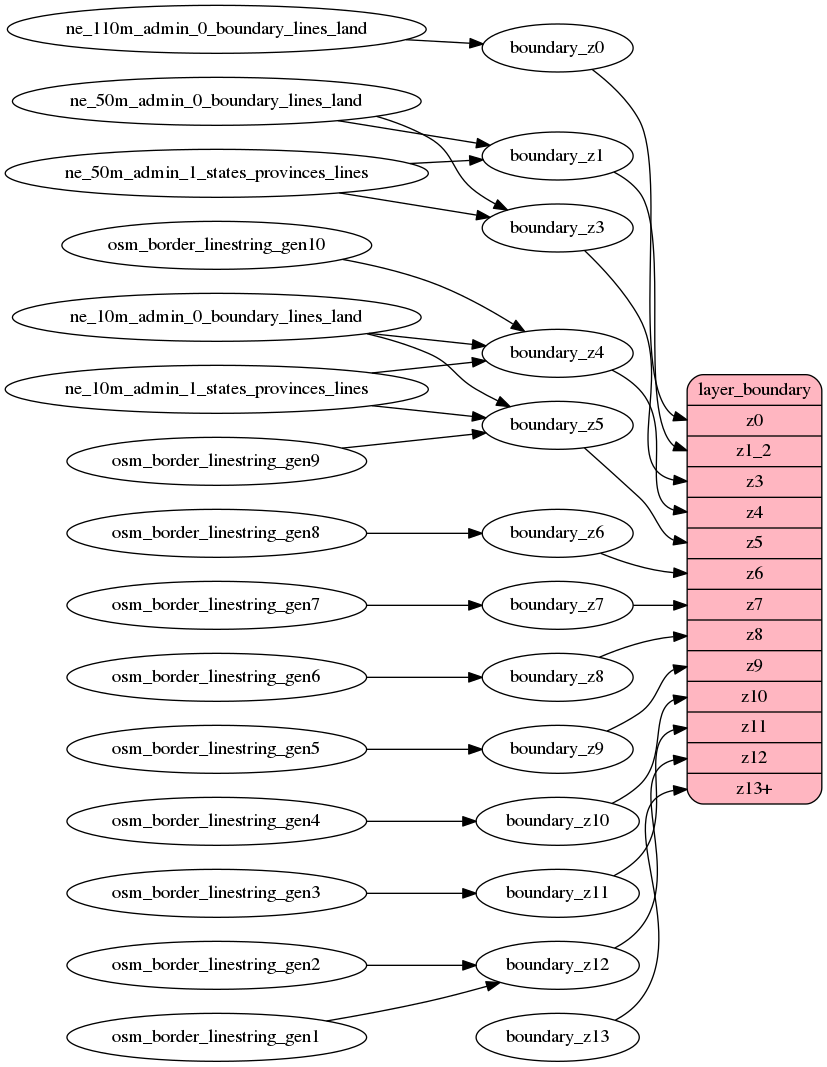 ne_110m_admin_0_boundary_lines_land
boundary_z0
ne_50m_admin_0_boundary_lines_land
boundary_z1
ne_50m_admin_1_states_provinces_lines
boundary_z3
osm_border_linestring_gen10
ne_10m_admin_0_boundary_lines_land
boundary_z4
ne_10m_admin_1_states_provinces_lines
boundary_z5
osm_border_linestring_gen9
osm_border_linestring_gen8
boundary_z6
osm_border_linestring_gen7
boundary_z7
osm_border_linestring_gen6
boundary_z8
osm_border_linestring_gen5
boundary_z9
osm_border_linestring_gen4
boundary_z10
osm_border_linestring_gen3
boundary_z11
osm_border_linestring_gen2
boundary_z12
osm_border_linestring_gen1
boundary_z13
layer_boundary
z0
z1_2
z3
z4
z5
z6
z7
z8
z9
z10
z11
z12
z13+